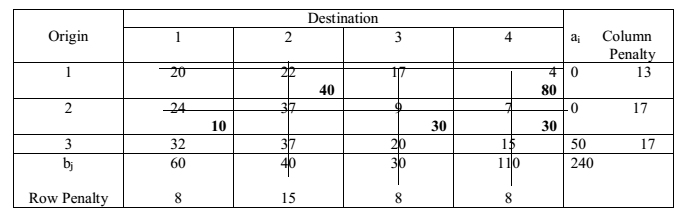 Destination
Origin 1 2 3 4 aj Column
Penalty
1 20 22 17 4 0 13
40 80
2 24 37 9 7 0 17
10 30 30
3 32 37 20 15 50 17
bj 60 40 30 110 240
Row Penalty 8 15 8 8